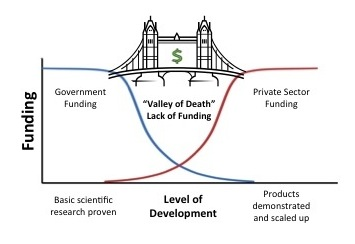 $
Government
Funding
"Valley of Death"
Lack of Funding
Private Sector
Funding
Funding
Basic scientific
research proven
Level of
Development
Products
demonstrated
and scaled up